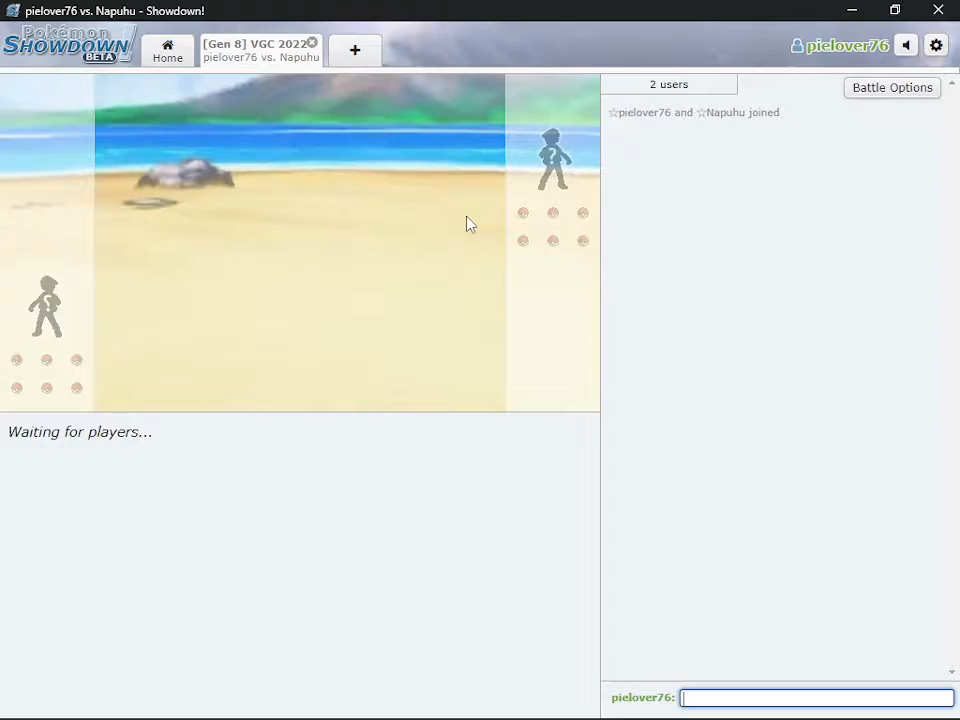 pielover76 vs. Napuhu - Showdown!
Pokémon
SHOWDOWN
BETA
Home
[Gen 8] VGC 2022
pielover76 vs. Napuhu
+
pielover76
2 users
Battle Options
☆pielover76 and ☆Napuhu joined
?
?
Waiting for players...
pielover76: